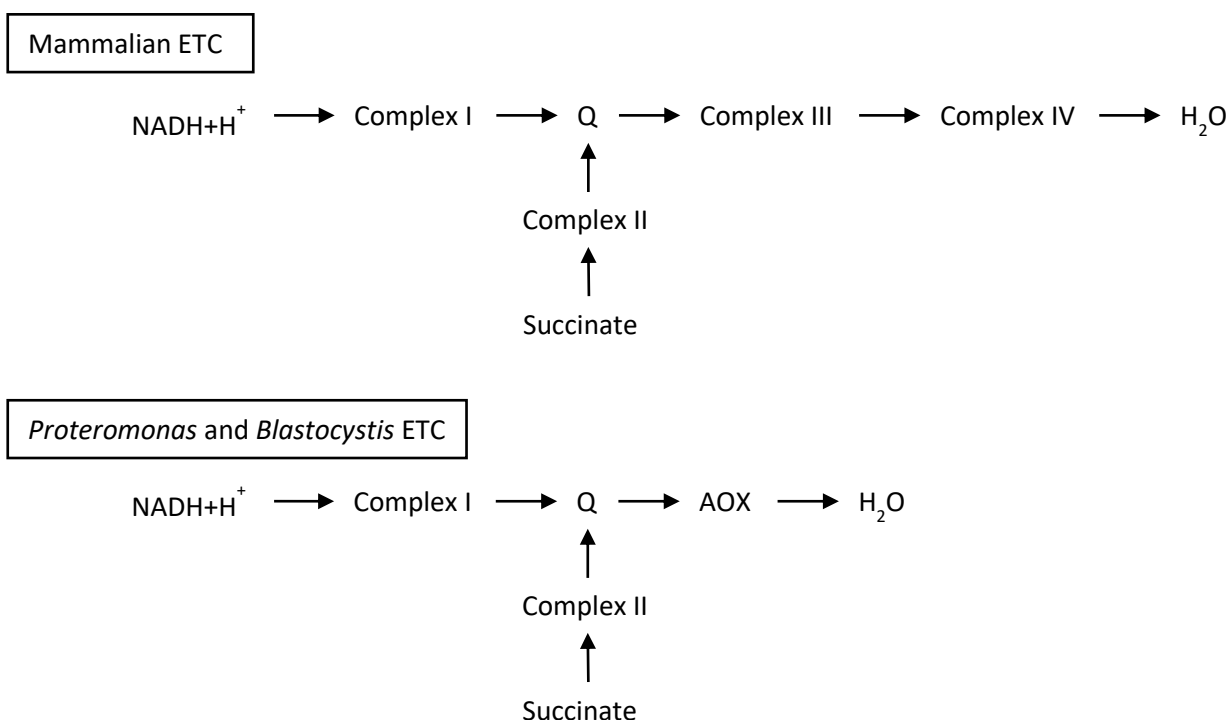 Mammalian ETC
NADH+H⁺ → Complex I → Q → Complex III → Complex IV → H₂O
Complex II
Succinate
Proteromonas and Blastocystis ETC
NADH+H⁺ → Complex I → Q → AOX → H₂O
Complex II
Succinate